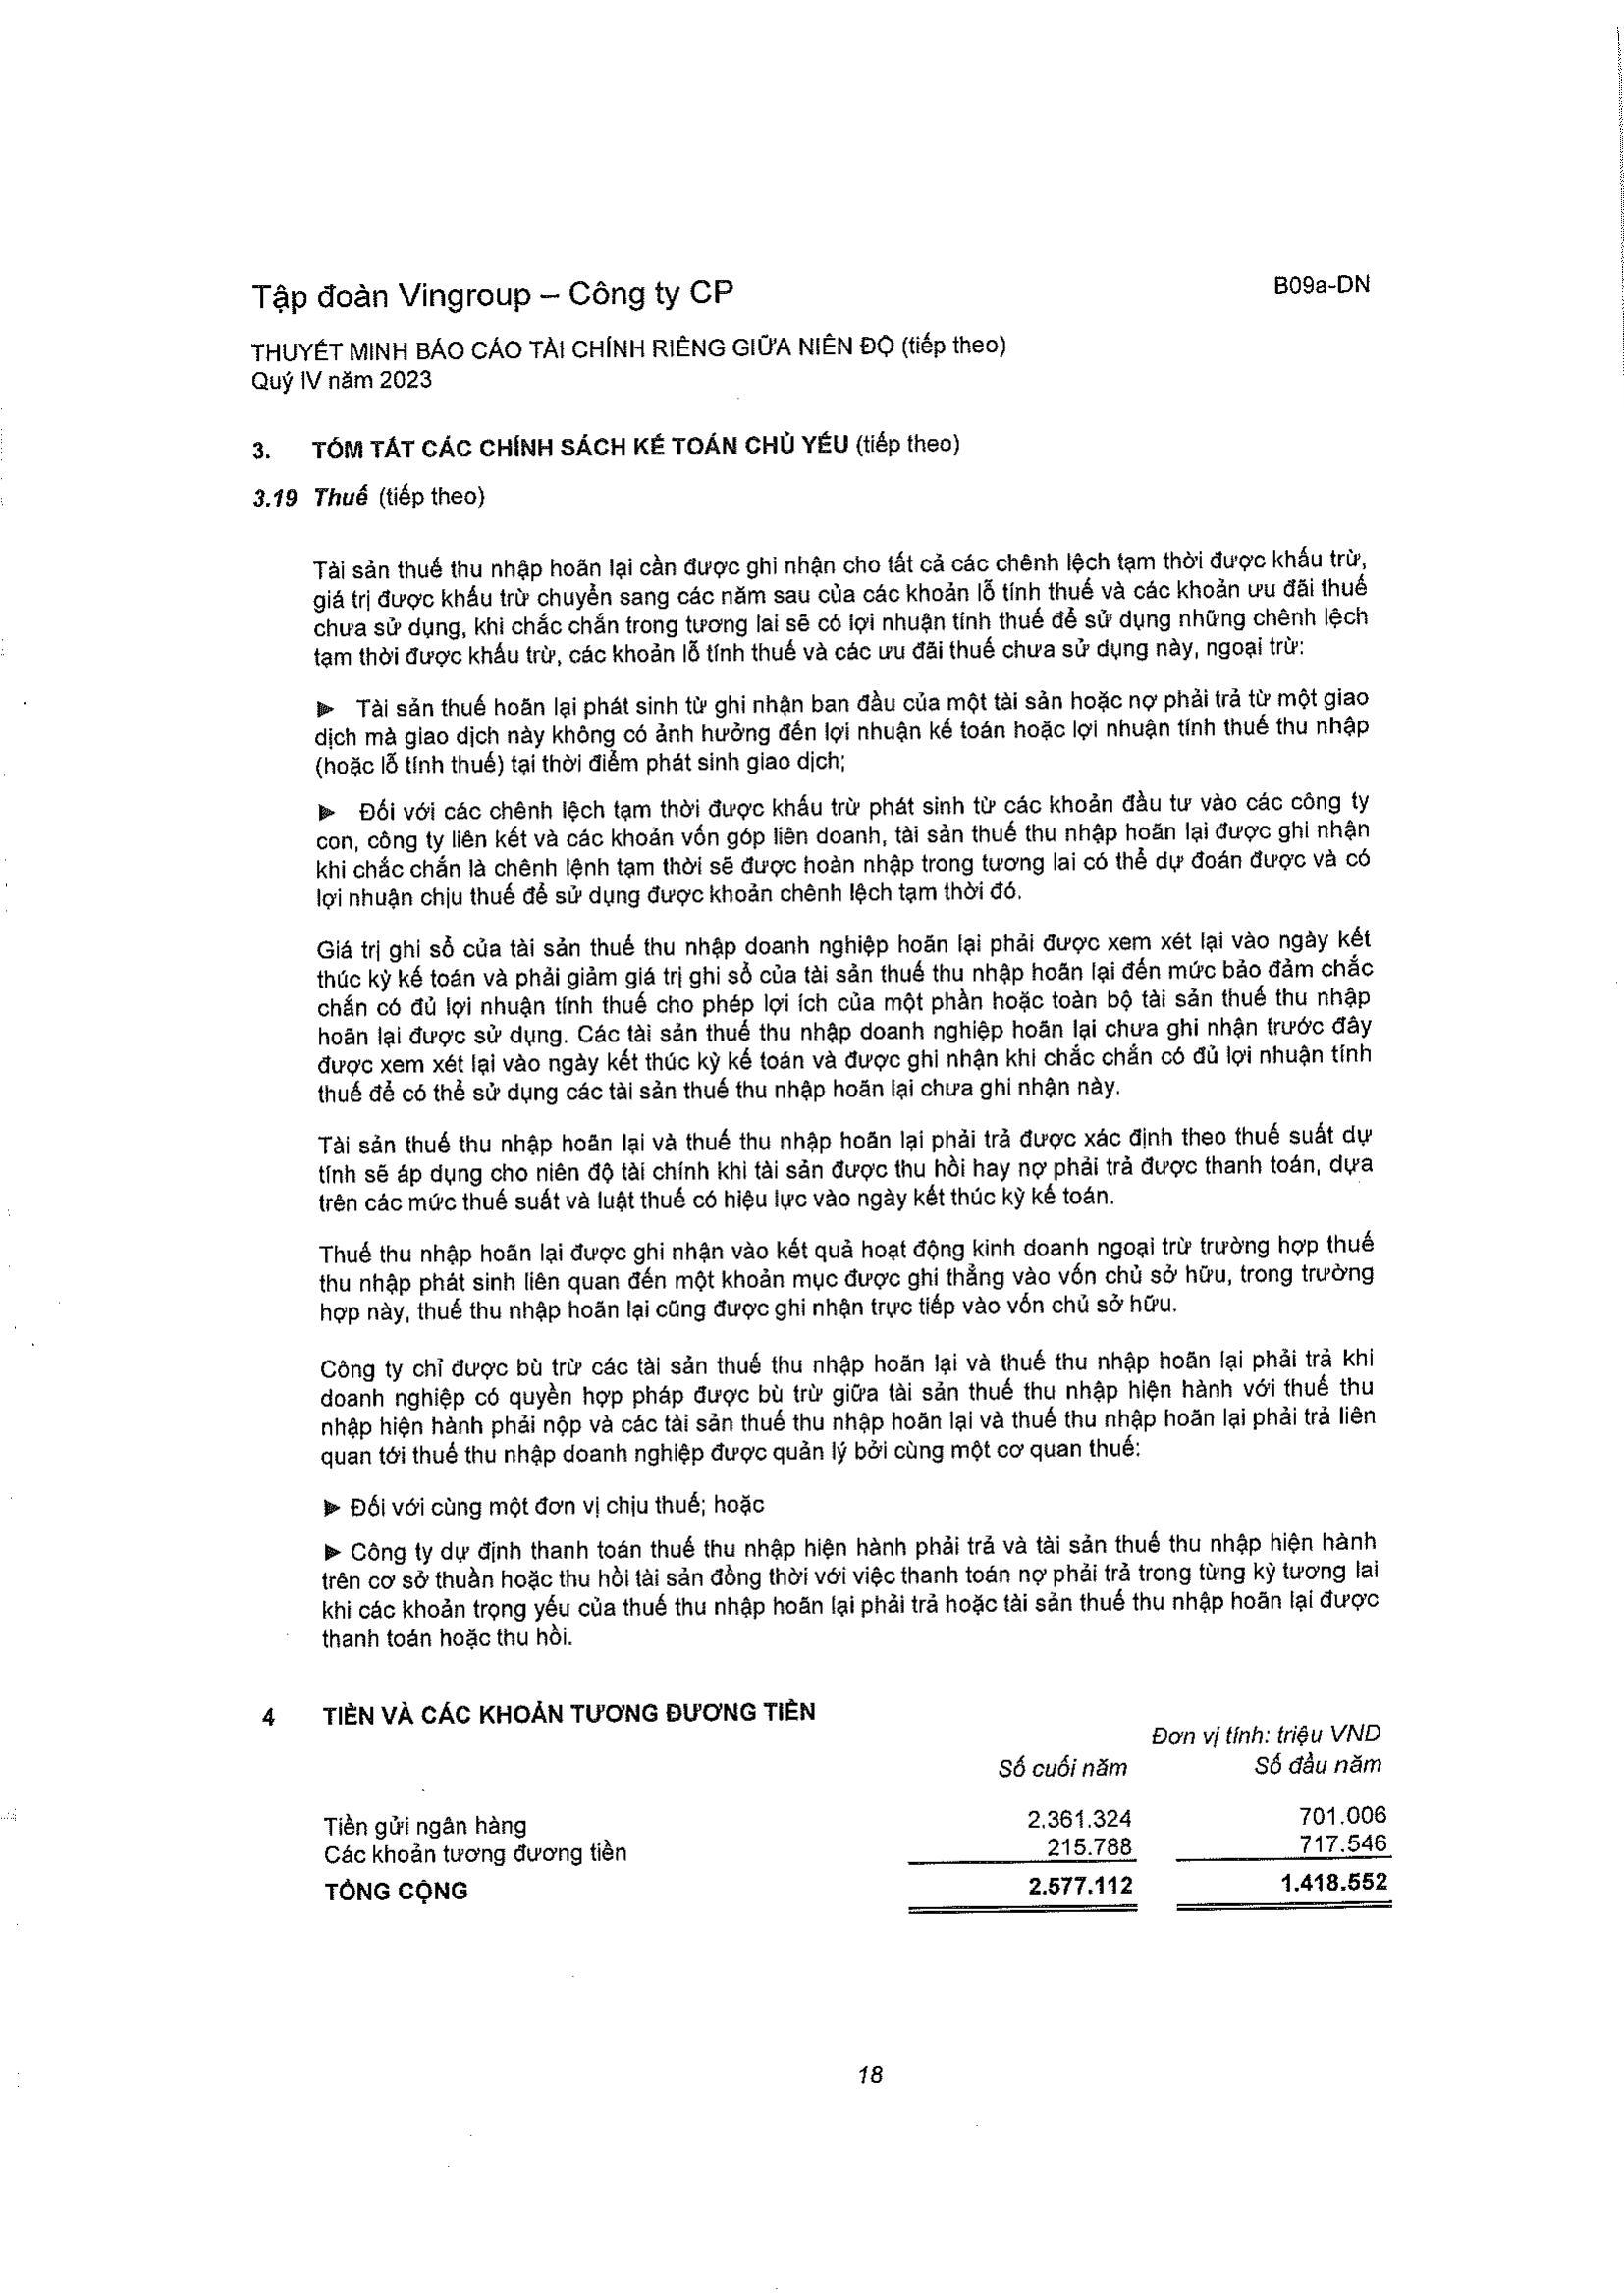 Tập đoàn Vingroup – Công ty CP
B09a-DN
THUYẾT MINH BÁO CÁO TÀI CHÍNH RIÊNG GIỮA NIÊN ĐỘ (tiếp theo)
Quý IV năm 2023
3. TÓM TẮT CÁC CHÍNH SÁCH KẾ TOÁN CHỦ YẾU (tiếp theo)
3.19 Thuế (tiếp theo)
Tài sản thuế thu nhập hoãn lại cần được ghi nhận cho tất cả các chênh lệch tạm thời được khấu trừ,
giá trị được khấu trừ chuyển sang các năm sau của các khoản lỗ tính thuế và các khoản ưu đãi thuế
chưa sử dụng, khi chắc chắn trong tương lai sẽ có lợi nhuận tính thuế để sử dụng những chênh lệch
tạm thời được khấu trừ, các khoản lỗ tính thuế và các ưu đãi thuế chưa sử dụng này, ngoại trừ:
► Tài sản thuế hoãn lại phát sinh từ ghi nhận ban đầu của một tài sản hoặc nợ phải trả từ một giao
dịch mà giao dịch này không có ảnh hưởng đến lợi nhuận kế toán hoặc lợi nhuận tính thuế thu nhập
(hoặc lỗ tính thuế) tại thời điểm phát sinh giao dịch;
► Đối với các chênh lệch tạm thời được khấu trừ phát sinh từ các khoản đầu tư vào các công ty
con, công ty liên kết và các khoản vốn góp liên doanh, tài sản thuế thu nhập hoãn lại được ghi nhận
khi chắc chắn là chênh lệnh tạm thời sẽ được hoàn nhập trong tương lai có thể dự đoán được và có
lợi nhuận chịu thuế để sử dụng được khoản chênh lệch tạm thời đó.
Giá trị ghi sổ của tài sản thuế thu nhập doanh nghiệp hoãn lại phải được xem xét lại vào ngày kết
thúc kỳ kế toán và phải giảm giá trị ghi sổ của tài sản thuế thu nhập hoãn lại đến mức bảo đảm chắc
chắn có đủ lợi nhuận tính thuế cho phép lợi ích của một phần hoặc toàn bộ tài sản thuế thu nhập
hoãn lại được sử dụng. Các tài sản thuế thu nhập doanh nghiệp hoãn lại chưa ghi nhận trước đây
được xem xét lại vào ngày kết thúc kỳ kế toán và được ghi nhận khi chắc chắn có đủ lợi nhuận tính
thuế để có thể sử dụng các tài sản thuế thu nhập hoãn lại chưa ghi nhận này.
Tài sản thuế thu nhập hoãn lại và thuế thu nhập hoãn lại phải trả được xác định theo thuế suất dự
tính sẽ áp dụng cho niên độ tài chính khi tài sản được thu hồi hay nợ phải trả được thanh toán, dựa
trên các mức thuế suất và luật thuế có hiệu lực vào ngày kết thúc kỳ kế toán.
Thuế thu nhập hoãn lại được ghi nhận vào kết quả hoạt động kinh doanh ngoại trừ trường hợp thuế
thu nhập phát sinh liên quan đến một khoản mục được ghi thẳng vào vốn chủ sở hữu, trong trường
hợp này, thuế thu nhập hoãn lại cũng được ghi nhận trực tiếp vào vốn chủ sở hữu.
Công ty chỉ được bù trừ các tài sản thuế thu nhập hoãn lại và thuế thu nhập hoãn lại phải trả khi
doanh nghiệp có quyền hợp pháp được bù trừ giữa tài sản thuế thu nhập hiện hành với thuế thu
nhập hiện hành phải nộp và các tài sản thuế thu nhập hoãn lại và thuế thu nhập hoãn lại phải trả liên
quan tới thuế thu nhập doanh nghiệp được quản lý bởi cùng một cơ quan thuế:
► Đối với cùng một đơn vị chịu thuế; hoặc
► Công ty dự định thanh toán thuế thu nhập hiện hành phải trả và tài sản thuế thu nhập hiện hành
trên cơ sở thuần hoặc thu hồi tài sản đồng thời với việc thanh toán nợ phải trả trong từng kỳ tương lai
khi các khoản trọng yếu của thuế thu nhập hoãn lại phải trả hoặc tài sản thuế thu nhập hoãn lại được
thanh toán hoặc thu hồi.
4 TIỀN VÀ CÁC KHOẢN TƯƠNG ĐƯƠNG TIỀN
Đơn vị tính: triệu VND
Số cuối năm Số đầu năm
Tiền gửi ngân hàng 2.361.324 701.006
Các khoản tương đương tiền 215.788 717.546
TỔNG CỘNG 2.577.112 1.418.552
18